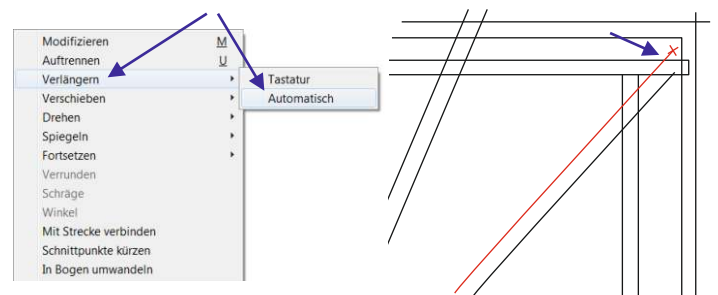 Modifizieren M
Auftrennen U
Verlängern
Verschieben
Drehen
Spiegeln
Fortsetzen
Verrunden
Schräge
Winkel
Mit Strecke verbinden
Schnittpunkte kürzen
In Bogen umwandeln
Tastatur
Automatisch